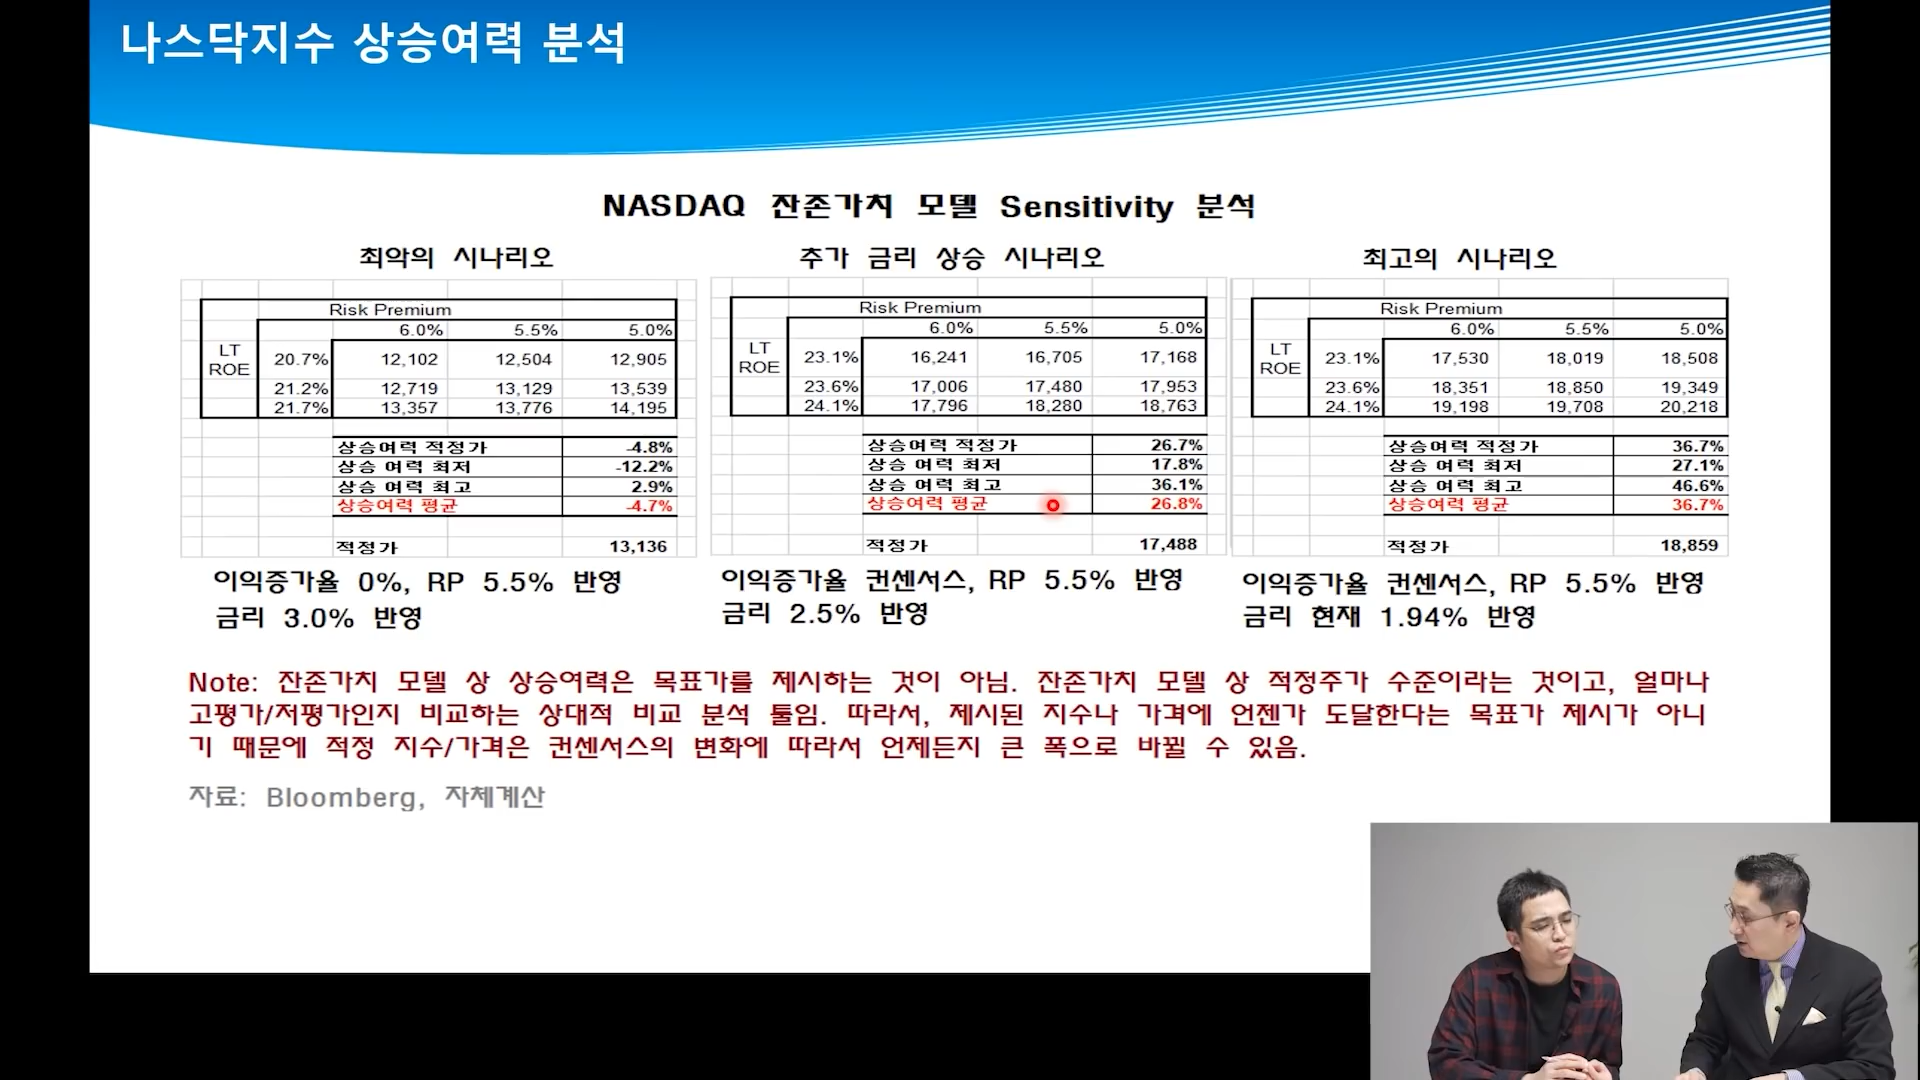 나스닥지수 상승여력 분석
NASDAQ 잔존가치 모델 Sensitivity 분석
최악의 시나리오
Risk Premium
6.0% 5.5% 5.0%
LT ROE
20.7% 12,102 12,504 12,905
21.2% 12,719 13,129 13,539
21.7% 13,357 13,776 14,195
상승여력 적정가 -4.8%
상승 여력 최저 -12.2%
상승 여력 최고 2.9%
상승여력 평균 -4.7%
적정가 13,136
이익증가율 0%, RP 5.5% 반영
금리 3.0% 반영
추가 금리 상승 시나리오
Risk Premium
6.0% 5.5% 5.0%
LT ROE
23.1% 16,241 16,705 17,168
23.6% 17,006 17,480 17,953
24.1% 17,796 18,280 18,763
상승여력 적정가 26.7%
상승 여력 최저 17.8%
상승 여력 최고 36.1%
상승여력 평균 26.8%
적정가 17,488
이익증가율 컨센서스, RP 5.5% 반영
금리 2.5% 반영
최고의 시나리오
Risk Premium
6.0% 5.5% 5.0%
LT ROE
23.1% 17,530 18,019 18,508
23.6% 18,351 18,850 19,349
24.1% 19,198 19,708 20,218
상승여력 적정가 36.7%
상승 여력 최저 27.1%
상승 여력 최고 46.6%
상승여력 평균 36.7%
적정가 18,859
이익증가율 컨센서스, RP 5.5% 반영
금리 현재 1.94% 반영
Note: 잔존가치 모델 상 상승여력은 목표가를 제시하는 것이 아님. 잔존가치 모델 상 적정주가 수준이라는 것이고, 얼마나
고평가/저평가인지 비교하는 상대적 비교 분석 툴임. 따라서, 제시된 지수나 가격에 언젠가 도달한다는 목표가 제시가 아니
기 때문에 적정 지수/가격은 컨센서스의 변화에 따라서 언제든지 큰 폭으로 바뀔 수 있음.
자료: Bloomberg, 자체계산